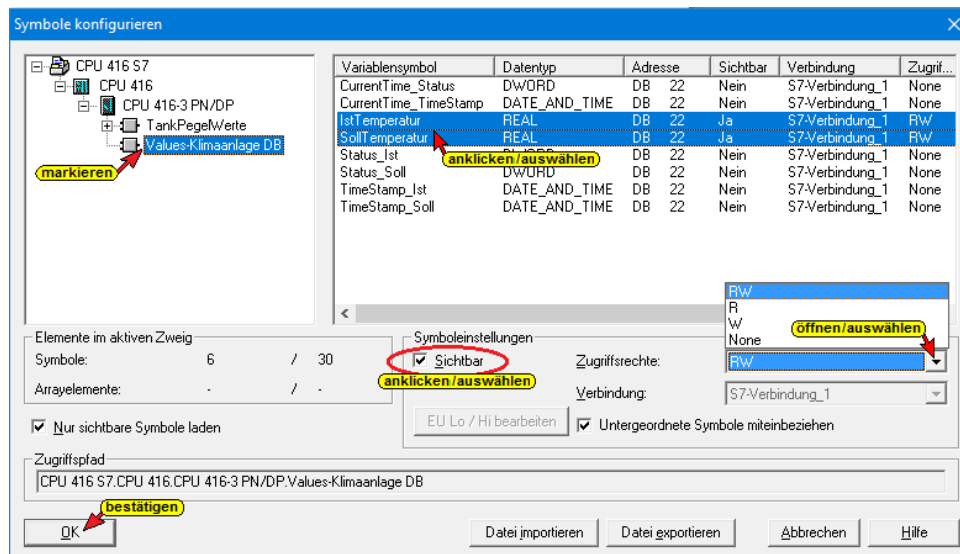 Symbole konfigurieren
CPU 416 S7
CPU 416
CPU 416-3 PN/DP
TankPegelWerte
Values-Klimaanlage DB
markieren
Variablensymbol Datentyp Adresse Sichtbar Verbindung Zugrif...
CurrentTime_Status DWORD DB 22 Nein S7-Verbindung_1 None
CurrentTime_TimeStamp DATE_AND_TIME DB 22 Nein S7-Verbindung_1 None
IstTemperatur REAL DB 22 Ja S7-Verbindung_1 RW
SollTemperatur REAL DB 22 Ja S7-Verbindung_1 RW
Status_Ist DB 22 Nein S7-Verbindung_1 None
anklicken/auswählen
Status_Soll DWORD DB 22 Nein S7-Verbindung_1 None
TimeStamp_Ist DATE_AND_TIME DB 22 Nein S7-Verbindung_1 None
TimeStamp_Soll DATE_AND_TIME DB 22 Nein S7-Verbindung_1 None
RW
R
W
None
öffnen/auswählen
Elemente im aktiven Zweig
Symbole: 6 / 30
Arrayelemente: - / -
Nur sichtbare Symbole laden
Symboleinstellungen
Sichtbar
anklicken/auswählen
Zugriffsrechte: RW
Verbindung: S7-Verbindung_1
EU Lo / Hi bearbeiten
Untergeordnete Symbole miteinbeziehen
Zugriffspfad
CPU 416 S7.CPU 416.CPU 416-3 PN/DP.Values-Klimaanlage DB
bestätigen
OK Datei importieren Datei exportieren Abbrechen Hilfe